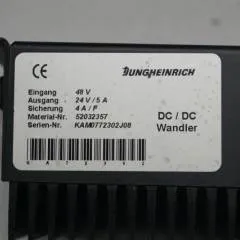 CE JUNGHEINRICH
Eingang 48 V
Ausgang 24 V / 5 A
Sicherung 4 A / F
Material-Nr. 52032357
Serien-Nr. KAM0772302J08
DC / DC
Wandler